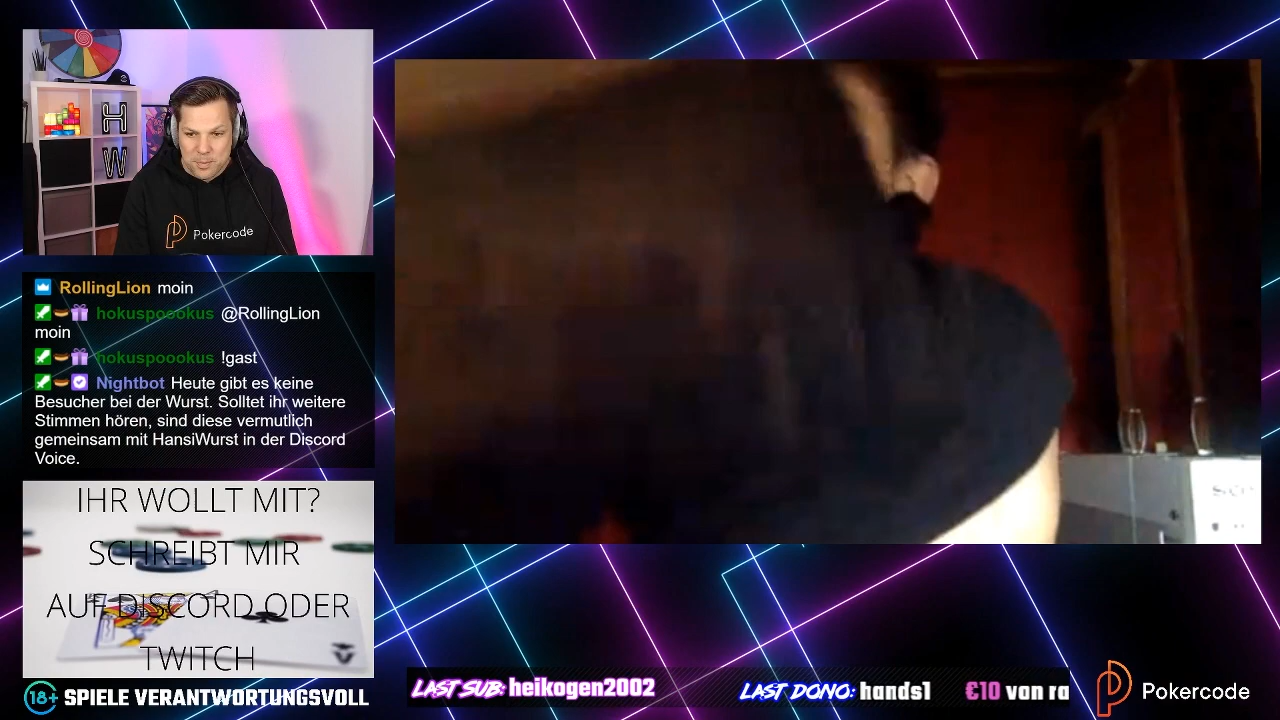 H
W
Pokercode
RollingLion moin
hokuspoookus @RollingLion
moin
hokuspoookus !gast
Nightbot Heute gibt es keine
Besucher bei der Wurst. Solltet ihr weitere
Stimmen hören, sind diese vermutlich
gemeinsam mit HansiWurst in der Discord
Voice.
IHR WOLLT MIT?
SCHREIBT MIR
AUF DISCORD ODER
TWITCH
18+ SPIELE VERANTWORTUNGSVOLL
LAST SUB: heikogen2002
LAST DONO: hands1 €10 von ra
Pokercode